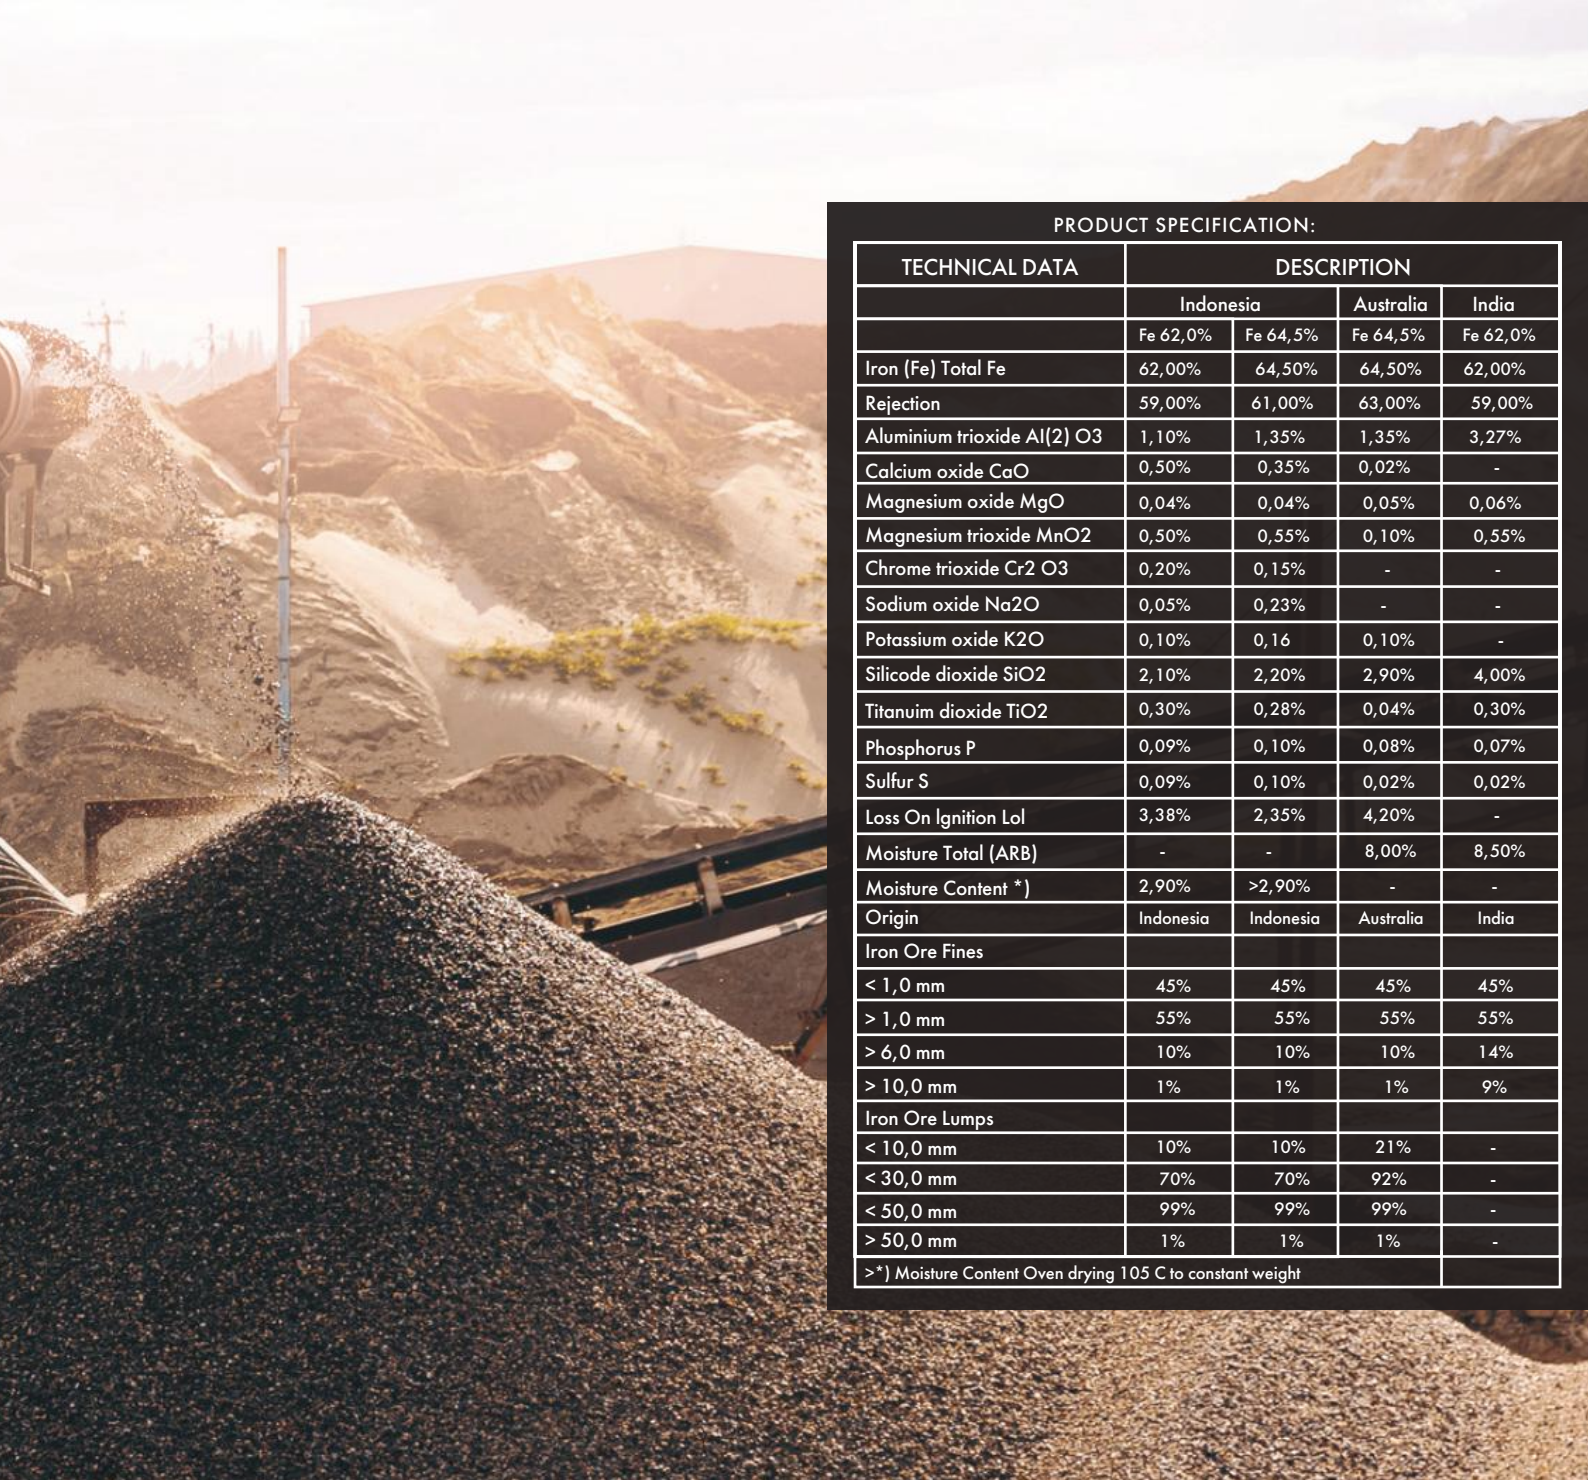 PRODUCT SPECIFICATION:
TECHNICAL DATA DESCRIPTION
Indonesia Australia India
Fe 62,0% Fe 64,5% Fe 64,5% Fe 62,0%
Iron (Fe) Total Fe 62,00% 64,50% 64,50% 62,00%
Rejection 59,00% 61,00% 63,00% 59,00%
Aluminium trioxide AI(2) O3 1,10% 1,35% 1,35% 3,27%
Calcium oxide CaO 0,50% 0,35% 0,02% -
Magnesium oxide MgO 0,04% 0,04% 0,05% 0,06%
Magnesium trioxide MnO2 0,50% 0,55% 0,10% 0,55%
Chrome trioxide Cr2 O3 0,20% 0,15% - -
Sodium oxide Na2O 0,05% 0,23% - -
Potassium oxide K2O 0,10% 0,16 0,10% -
Silicode dioxide SiO2 2,10% 2,20% 2,90% 4,00%
Titanuim dioxide TiO2 0,30% 0,28% 0,04% 0,30%
Phosphorus P 0,09% 0,10% 0,08% 0,07%
Sulfur S 0,09% 0,10% 0,02% 0,02%
Loss On Ignition Lol 3,38% 2,35% 4,20% -
Moisture Total (ARB) - - 8,00% 8,50%
Moisture Content *) 2,90% >2,90% - -
Origin Indonesia Indonesia Australia India
Iron Ore Fines
< 1,0 mm 45% 45% 45% 45%
> 1,0 mm 55% 55% 55% 55%
> 6,0 mm 10% 10% 10% 14%
> 10,0 mm 1% 1% 1% 9%
Iron Ore Lumps
< 10,0 mm 10% 10% 21% -
< 30,0 mm 70% 70% 92% -
< 50,0 mm 99% 99% 99% -
> 50,0 mm 1% 1% 1% -
>*) Moisture Content Oven drying 105 C to constant weight